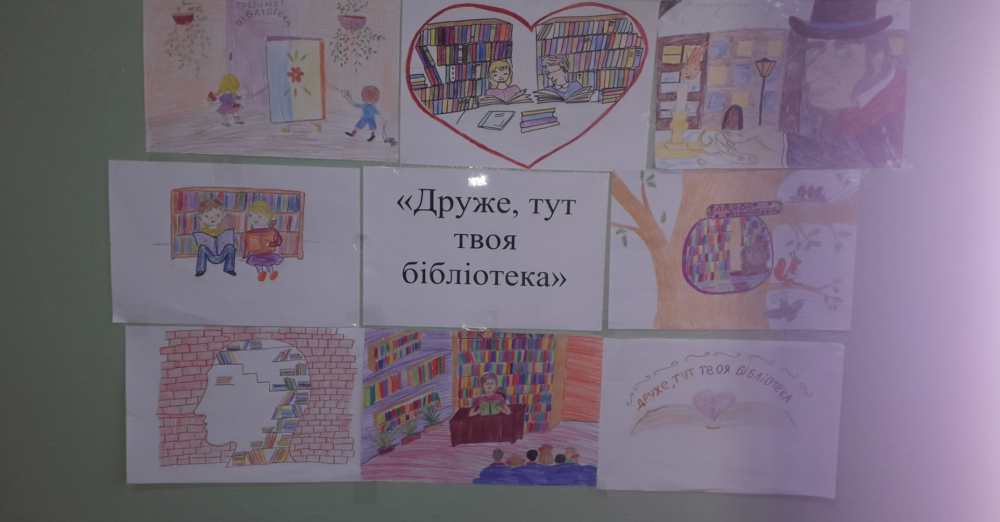 просимо!
бібліотека
«Друже, тут
твоя
бібліотека»
ЛІСОВА
БІБЛІОТЕКА
ДРУЖЕ, ТУТ ТВОЯ БІБЛІОТЕКА